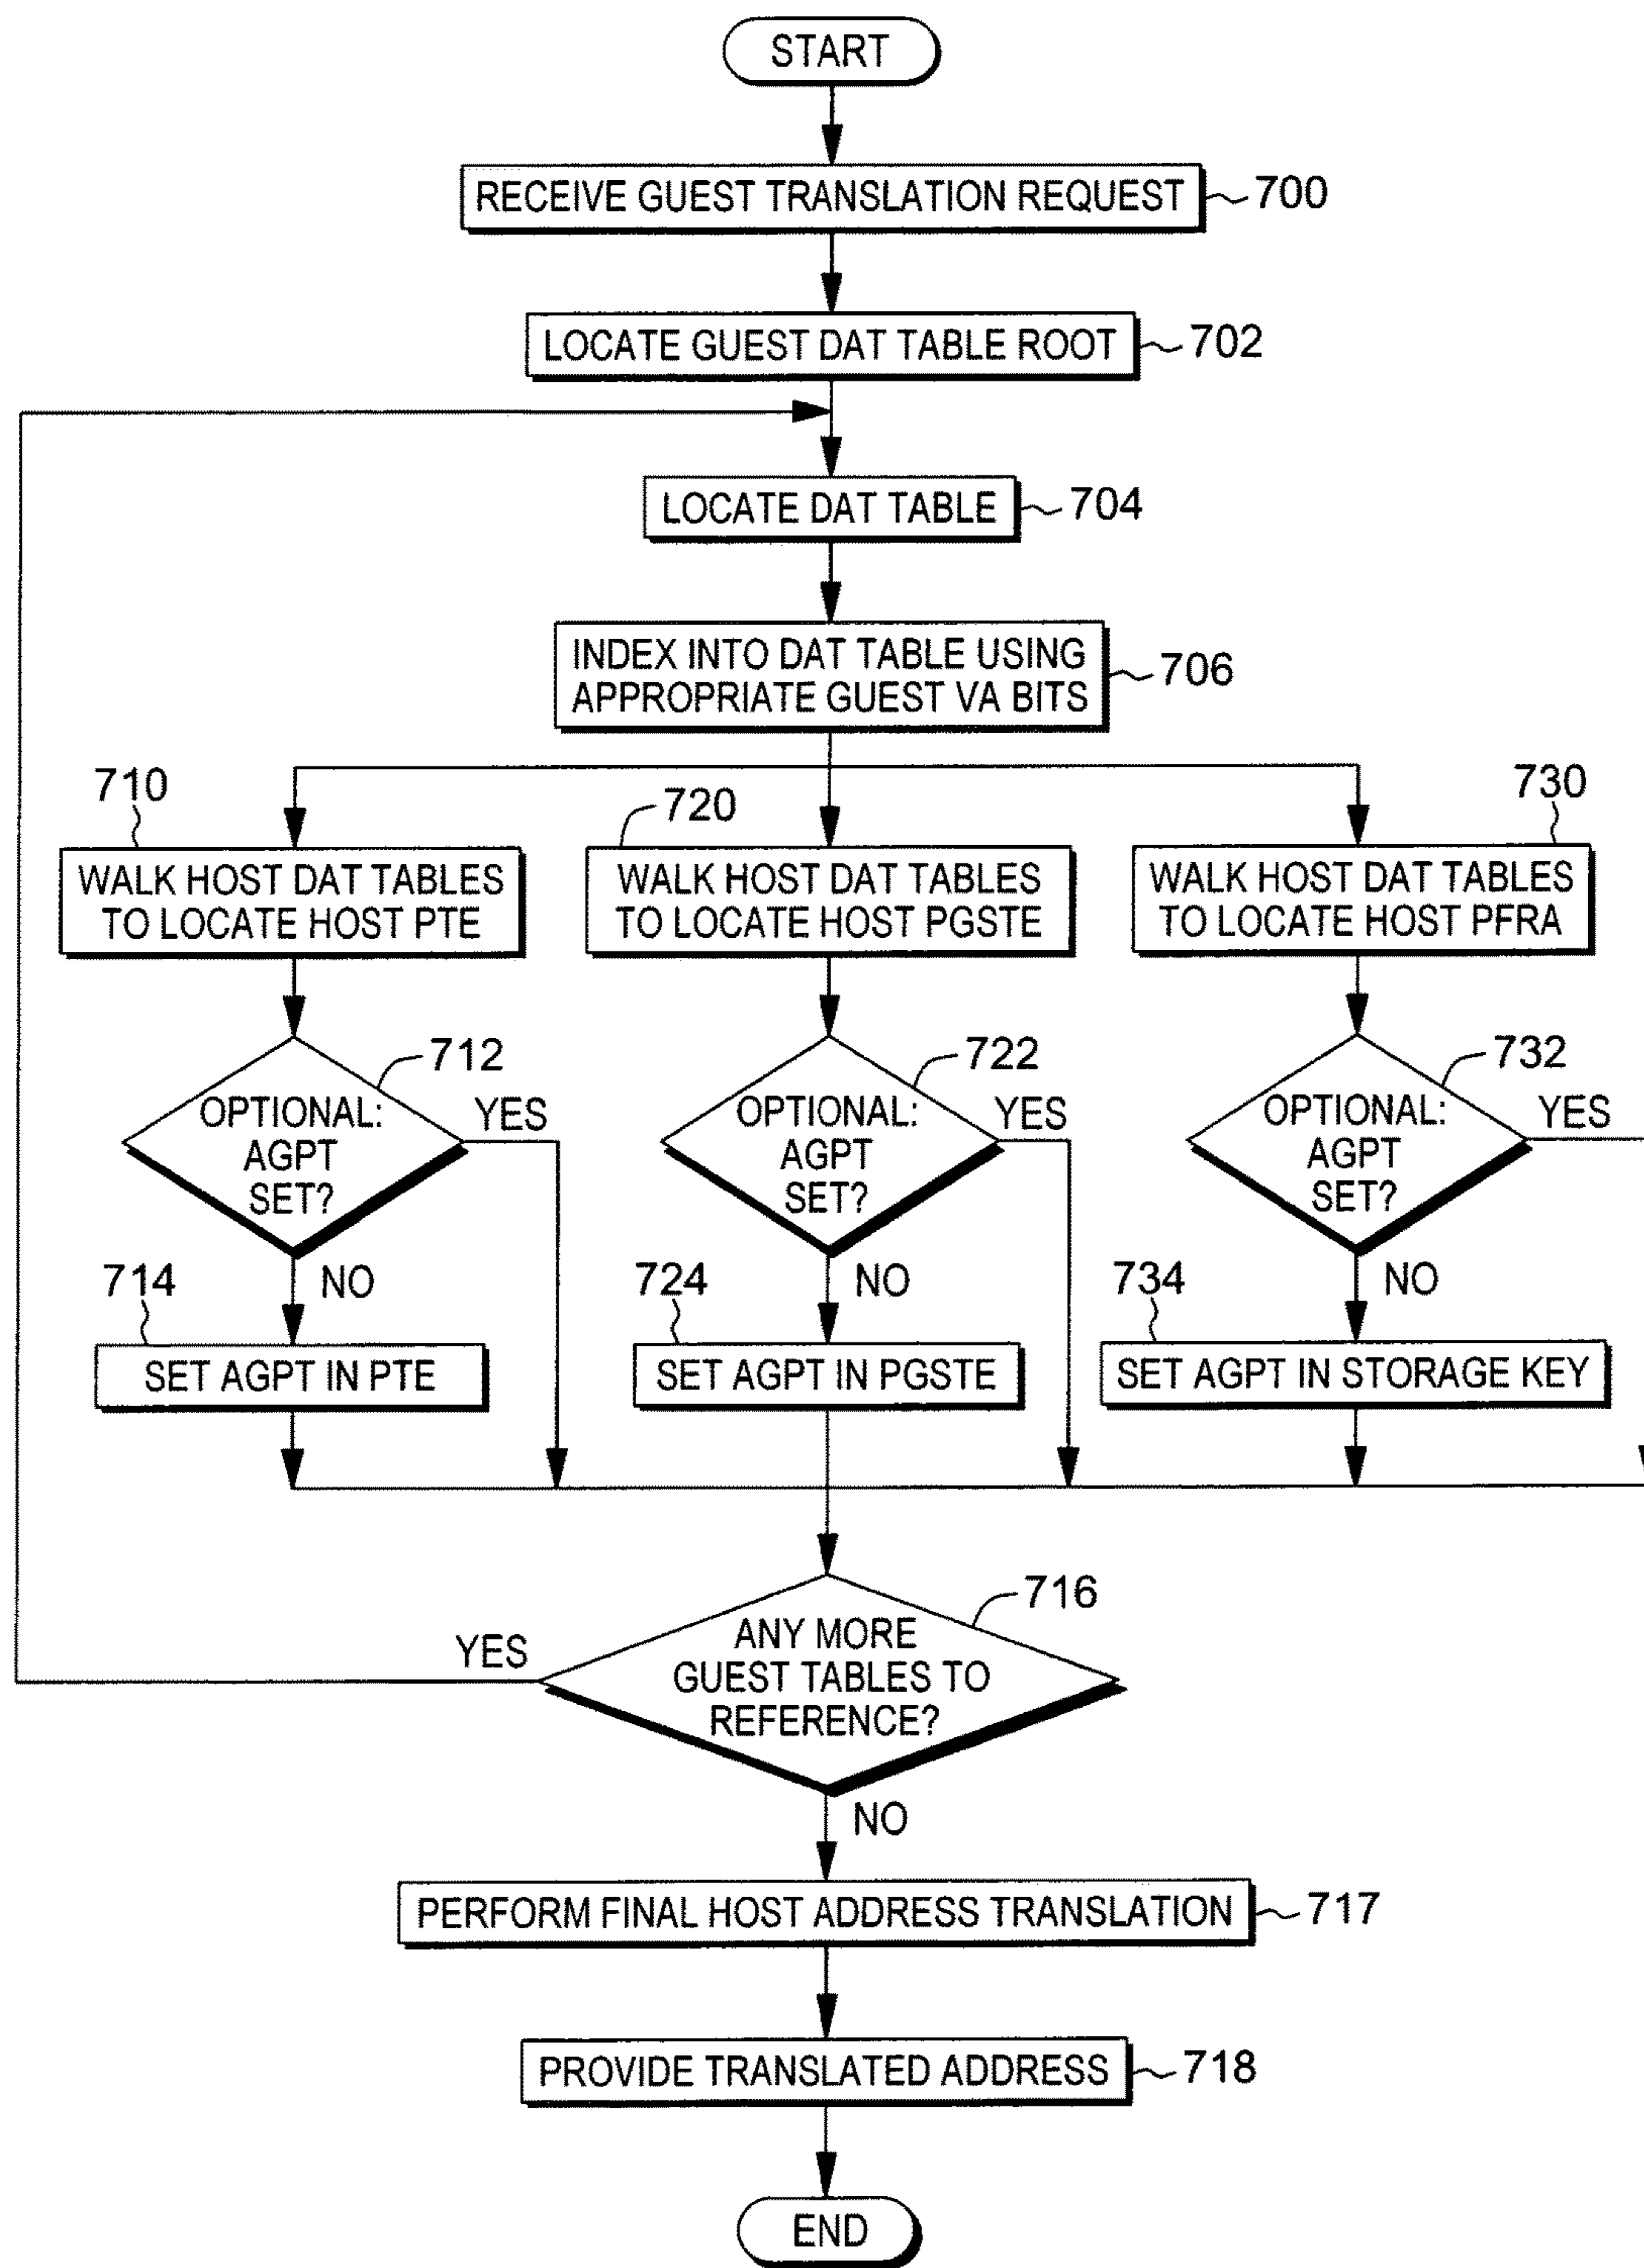 START
RECEIVE GUEST TRANSLATION REQUEST
700
LOCATE GUEST DAT TABLE ROOT
702
LOCATE DAT TABLE
704
INDEX INTO DAT TABLE USING
APPROPRIATE GUEST VA BITS
706
710
WALK HOST DAT TABLES
TO LOCATE HOST PTE
720
WALK HOST DAT TABLES
TO LOCATE HOST PGSTE
730
WALK HOST DAT TABLES
TO LOCATE HOST PFRA
712
OPTIONAL:
AGPT
SET?
YES
NO
722
OPTIONAL:
AGPT
SET?
YES
NO
732
OPTIONAL:
AGPT
SET?
YES
NO
714
SET AGPT IN PTE
724
SET AGPT IN PGSTE
734
SET AGPT IN STORAGE KEY
716
ANY MORE
GUEST TABLES TO
REFERENCE?
YES
NO
PERFORM FINAL HOST ADDRESS TRANSLATION
717
PROVIDE TRANSLATED ADDRESS
718
END